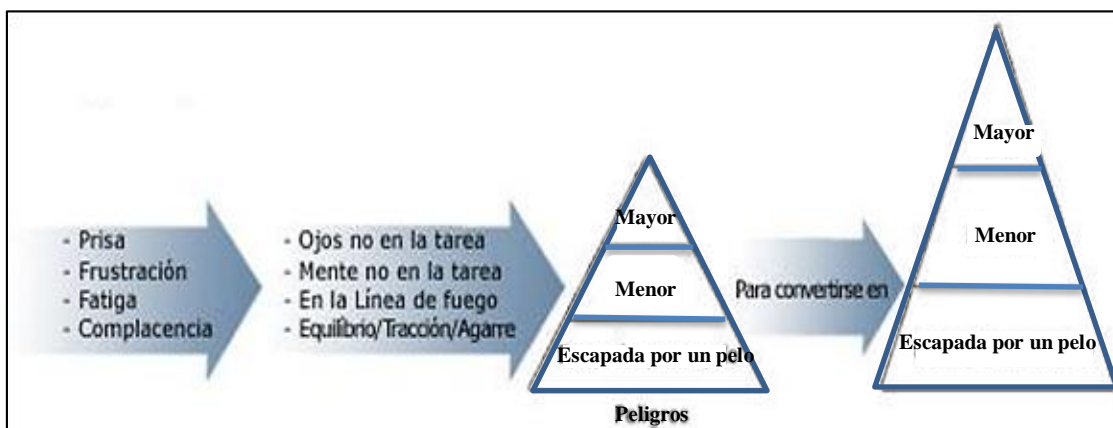 - Prisa
- Frustración
- Fatiga
- Complacencia
- Ojos no en la tarea
- Mente no en la tarea
- En la Línea de fuego
- Equilíbrio/Tracción/Agarre
Mayor
Menor
Escapada por un pelo
Peligros
Para convertirse en
Mayor
Menor
Escapada por un pelo